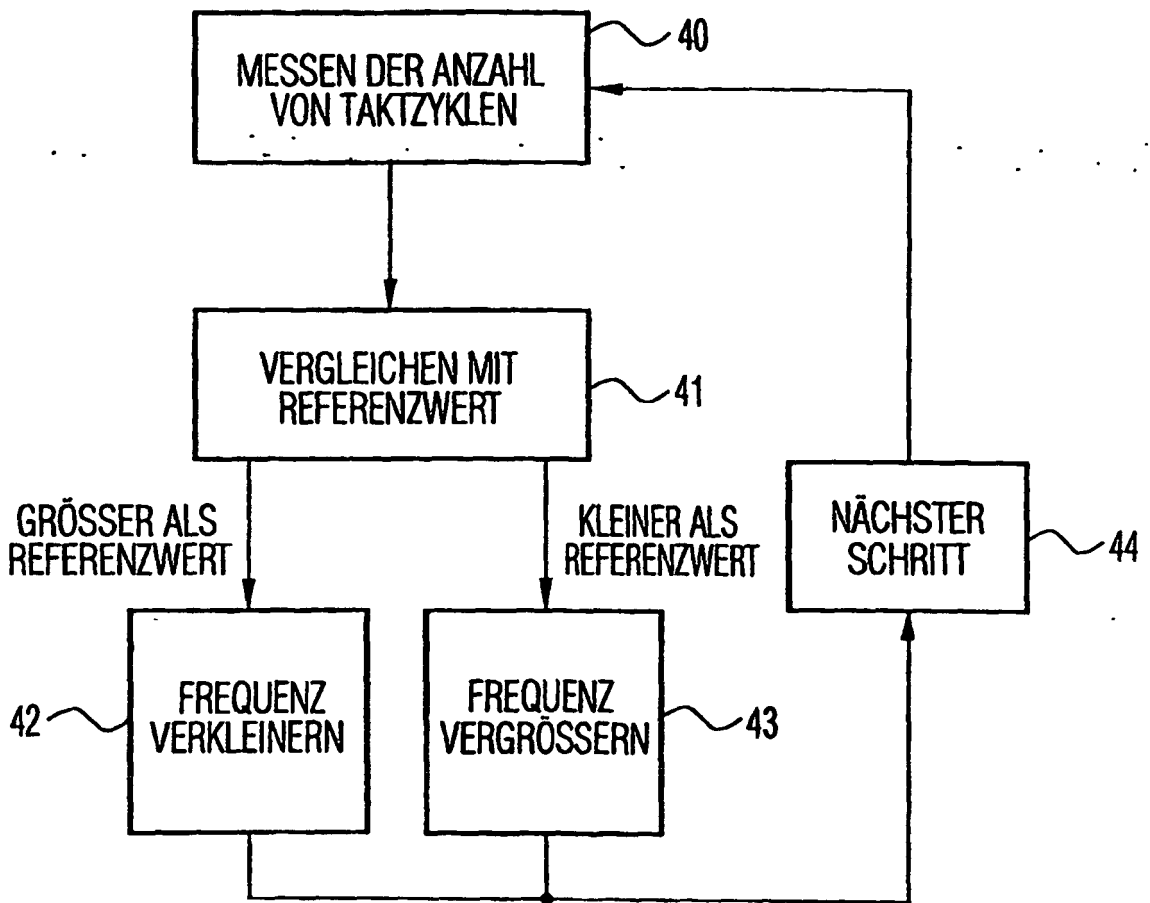 40
MESSEN DER ANZAHL
VON TAKTZYKLEN
VERGLEICHEN MIT
REFERENZWERT
41
GRÖSSER ALS
REFERENZWERT
KLEINER ALS
REFERENZWERT
NÄCHSTER
SCHRITT
44
42
FREQUENZ
VERKLEINERN
FREQUENZ
VERGRÖSSERN
43